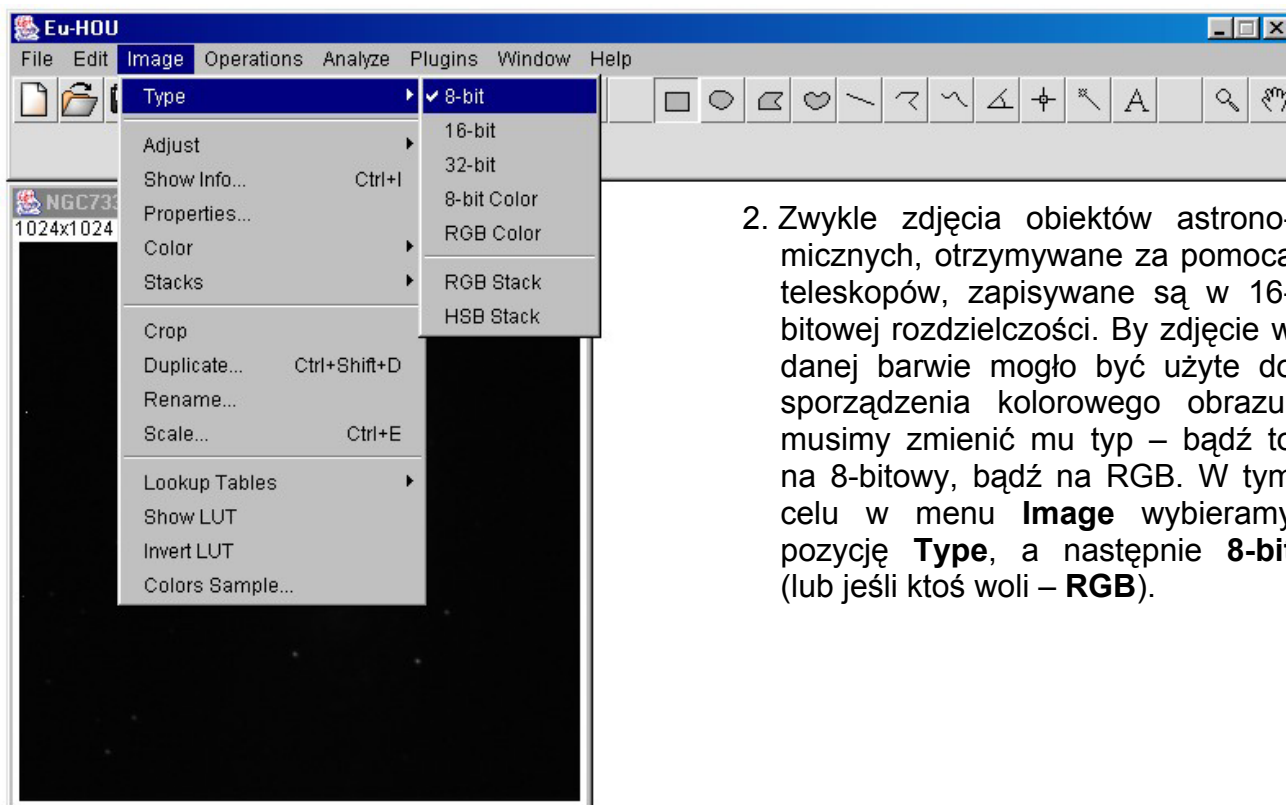 Eu-HOU
File Edit Image Operations Analyze Plugins Window Help
Type
Adjust
Show Info... Ctrl+I
Properties...
Color
Stacks
Crop
Duplicate... Ctrl+Shift+D
Rename...
Scale... Ctrl+E
Lookup Tables
Show LUT
Invert LUT
Colors Sample...
8-bit
16-bit
32-bit
8-bit Color
RGB Color
RGB Stack
HSB Stack
A
NGC733
1024x1024
2. Zwykle zdjęcia obiektów astrono-
micznych, otrzymywane za pomocą
teleskopów, zapisywane są w 16-
bitowej rozdzielczości. By zdjęcie w
danej barwie mogło być użyte do
sporządzenia kolorowego obrazu,
musimy zmienić mu typ – bądź to
na 8-bitowy, bądź na RGB. W tym
celu w menu Image wybieramy
pozycję Type, a następnie 8-bit
(lub jeśli ktoś woli – RGB).